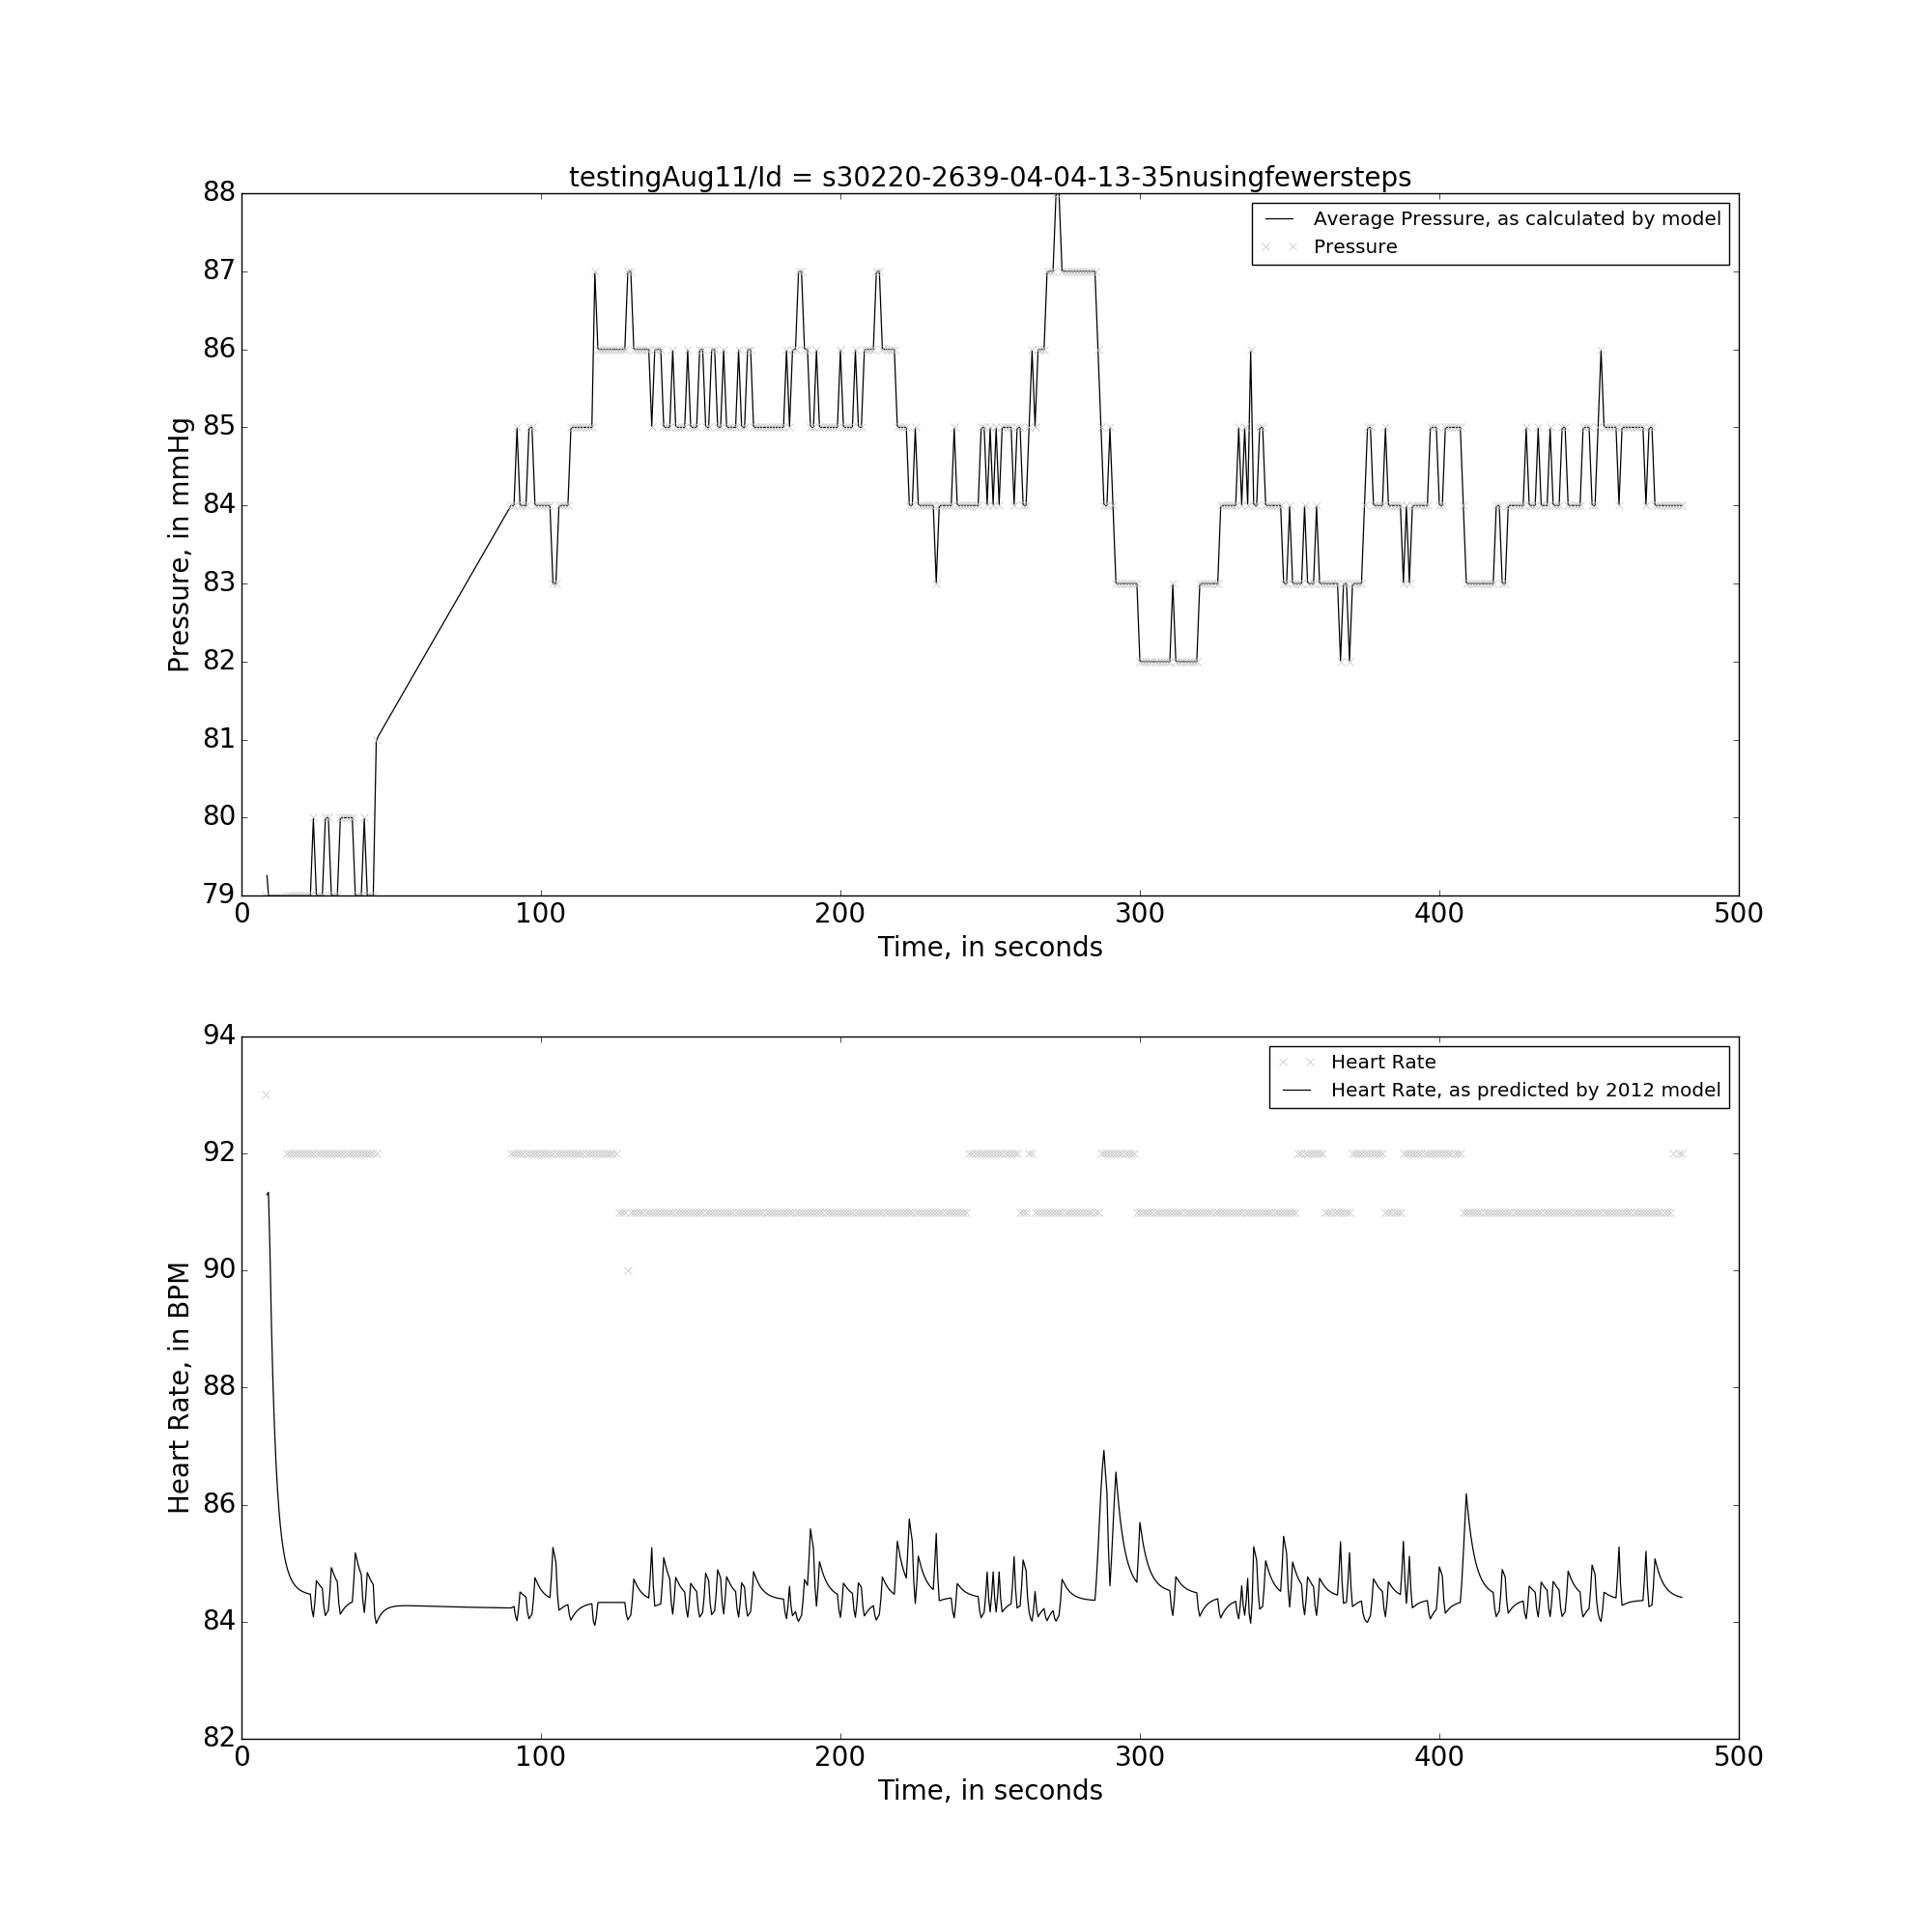 testingAug11/Id = s30220-2639-04-04-13-35nusingfewersteps
88
87
86
85
84
83
82
81
80
79
Pressure, in mmHg
Average Pressure, as calculated by model
Pressure
0 100 200 300 400 500
Time, in seconds
94
92
90
88
86
84
82
Heart Rate, in BPM
Heart Rate
Heart Rate, as predicted by 2012 model
0 100 200 300 400 500
Time, in seconds